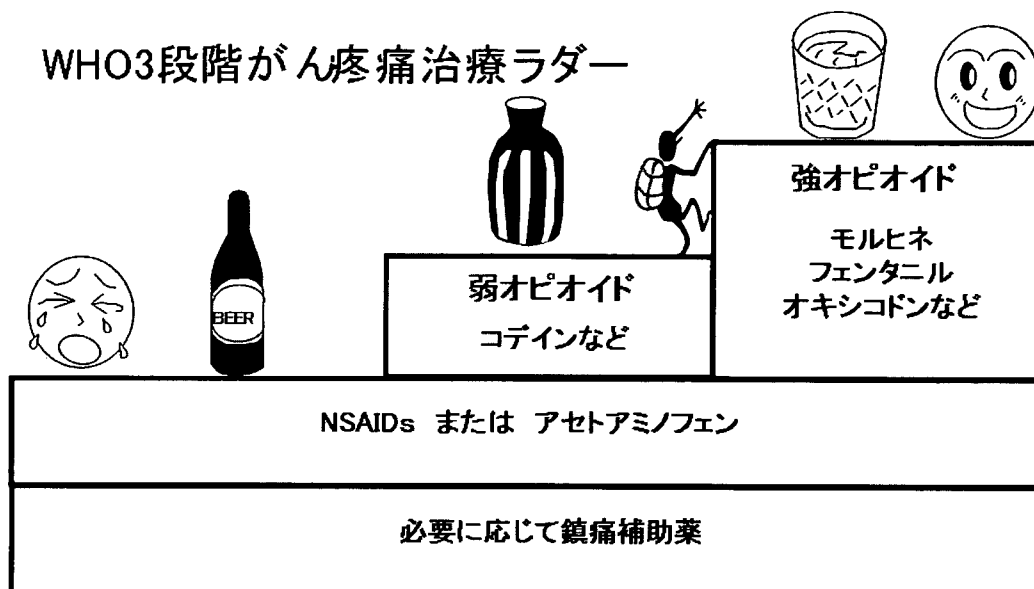 WHO3段階がん疼痛治療ラダー
強オピオイド
モルヒネ
フェンタニル
オキシコドンなど
弱オピオイド
コデインなど
BEER
NSAIDs または アセトアミノフェン
必要に応じて鎮痛補助薬